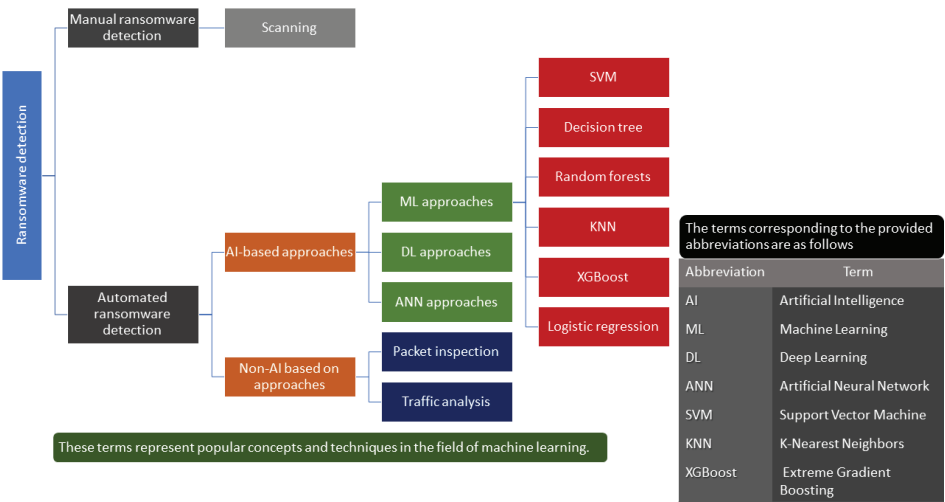 Ransomware detection
Manual ransomware
detection
Scanning
Automated
ransomware
detection
AI-based approaches
Non-AI based on
approaches
ML approaches
DL approaches
ANN approaches
Packet inspection
Traffic analysis
SVM
Decision tree
Random forests
KNN
XGBoost
Logistic regression
The terms corresponding to the provided
abbreviations are as follows
Abbreviation Term
AI Artificial Intelligence
ML Machine Learning
DL Deep Learning
ANN Artificial Neural Network
SVM Support Vector Machine
KNN K-Nearest Neighbors
XGBoost Extreme Gradient
Boosting
These terms represent popular concepts and techniques in the field of machine learning.